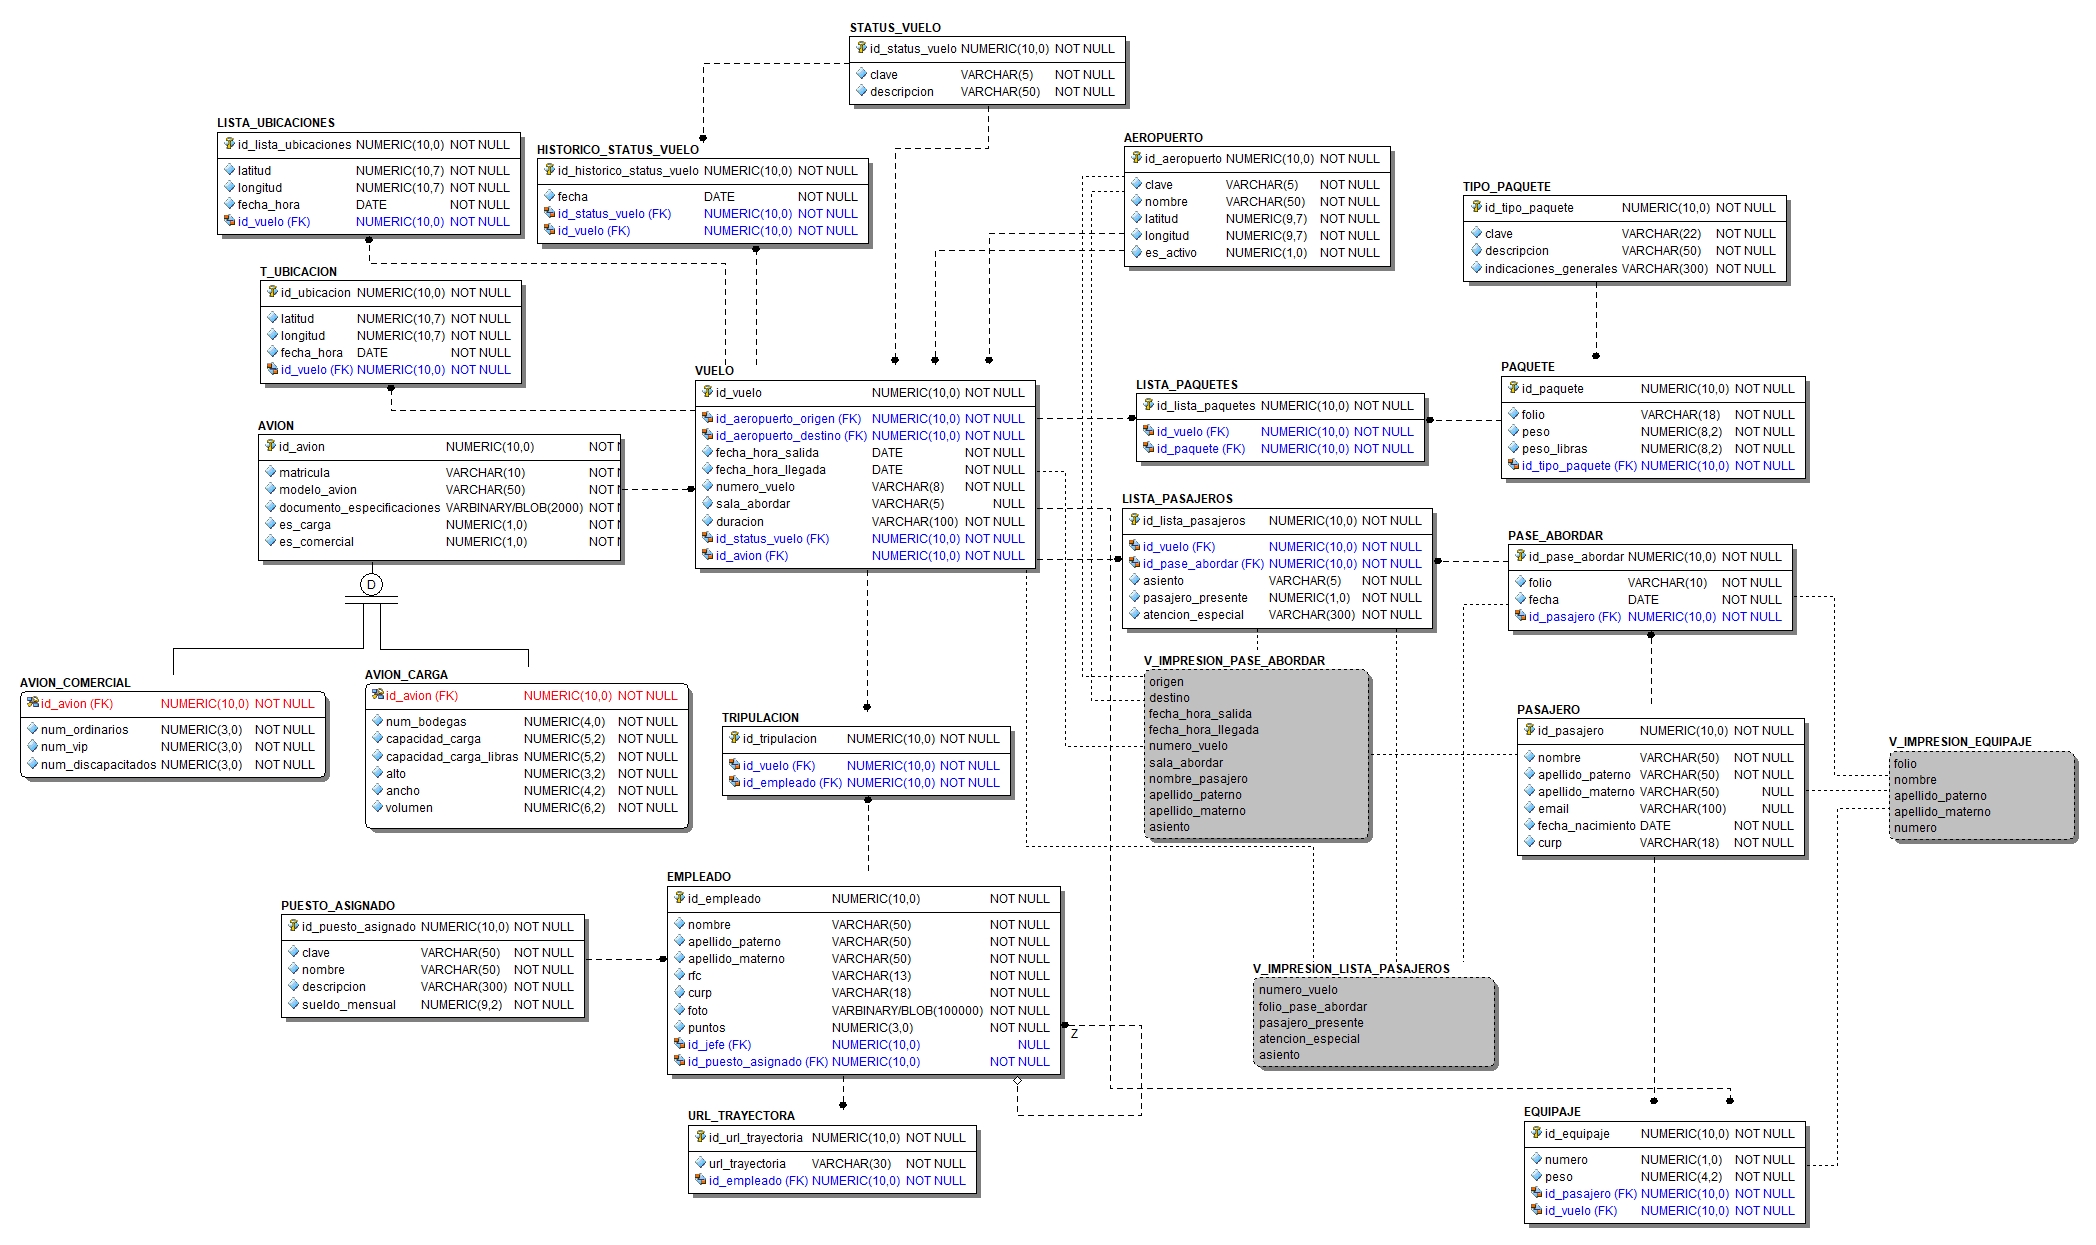 STATUS_VUELO
id_status_vuelo NUMERIC(10,0) NOT NULL
clave VARCHAR(5) NOT NULL
descripcion VARCHAR(50) NOT NULL
LISTA_UBICACIONES
id_lista_ubicaciones NUMERIC(10,0) NOT NULL
latitud NUMERIC(10,7) NOT NULL
longitud NUMERIC(10,7) NOT NULL
fecha_hora DATE NOT NULL
id_vuelo (FK) NUMERIC(10,0) NOT NULL
HISTORICO_STATUS_VUELO
id_historico_status_vuelo NUMERIC(10,0) NOT NULL
fecha DATE NOT NULL
id_status_vuelo (FK) NUMERIC(10,0) NOT NULL
id_vuelo (FK) NUMERIC(10,0) NOT NULL
AEROPUERTO
id_aeropuerto NUMERIC(10,0) NOT NULL
clave VARCHAR(5) NOT NULL
nombre VARCHAR(50) NOT NULL
latitud NUMERIC(9,7) NOT NULL
longitud NUMERIC(9,7) NOT NULL
es_activo NUMERIC(1,0) NOT NULL
TIPO_PAQUETE
id_tipo_paquete NUMERIC(10,0) NOT NULL
clave VARCHAR(22) NOT NULL
descripcion VARCHAR(50) NOT NULL
indicaciones_generales VARCHAR(300) NOT NULL
T_UBICACION
id_ubicacion NUMERIC(10,0) NOT NULL
latitud NUMERIC(10,7) NOT NULL
longitud NUMERIC(10,7) NOT NULL
fecha_hora DATE NOT NULL
id_vuelo (FK) NUMERIC(10,0) NOT NULL
VUELO
id_vuelo NUMERIC(10,0) NOT NULL
id_aeropuerto_origen (FK) NUMERIC(10,0) NOT NULL
id_aeropuerto_destino (FK) NUMERIC(10,0) NOT NULL
fecha_hora_salida DATE NOT NULL
fecha_hora_llegada DATE NOT NULL
numero_vuelo VARCHAR(8) NOT NULL
sala_abordar VARCHAR(5) NULL
duracion VARCHAR(100) NOT NULL
id_status_vuelo (FK) NUMERIC(10,0) NOT NULL
id_avion (FK) NUMERIC(10,0) NOT NULL
LISTA_PAQUETES
id_lista_paquetes NUMERIC(10,0) NOT NULL
id_vuelo (FK) NUMERIC(10,0) NOT NULL
id_paquete (FK) NUMERIC(10,0) NOT NULL
PAQUETE
id_paquete NUMERIC(10,0) NOT NULL
folio VARCHAR(18) NOT NULL
peso NUMERIC(8,2) NOT NULL
peso_libras NUMERIC(8,2) NOT NULL
id_tipo_paquete (FK) NUMERIC(10,0) NOT NULL
AVION
id_avion NUMERIC(10,0) NOT
matricula VARCHAR(10) NOT
modelo_avion VARCHAR(50) NOT
documento_especificaciones VARBINARY/BLOB(2000) NOT
es_carga NUMERIC(1,0) NOT
es_comercial NUMERIC(1,0) NOT
D
LISTA_PASAJEROS
id_lista_pasajeros NUMERIC(10,0) NOT NULL
id_vuelo (FK) NUMERIC(10,0) NOT NULL
id_pase_abordar (FK) NUMERIC(10,0) NOT NULL
asiento VARCHAR(5) NOT NULL
pasajero_presente NUMERIC(1,0) NOT NULL
atencion_especial VARCHAR(300) NOT NULL
PASE_ABORDAR
id_pase_abordar NUMERIC(10,0) NOT NULL
folio VARCHAR(10) NOT NULL
fecha DATE NOT NULL
id_pasajero (FK) NUMERIC(10,0) NOT NULL
AVION_COMERCIAL
id_avion (FK) NUMERIC(10,0) NOT NULL
num_ordinarios NUMERIC(3,0) NOT NULL
num_vip NUMERIC(3,0) NOT NULL
num_discapacitados NUMERIC(3,0) NOT NULL
AVION_CARGA
id_avion (FK) NUMERIC(10,0) NOT NULL
num_bodegas NUMERIC(4,0) NOT NULL
capacidad_carga NUMERIC(5,2) NOT NULL
capacidad_carga_libras NUMERIC(5,2) NOT NULL
alto NUMERIC(3,2) NOT NULL
ancho NUMERIC(4,2) NOT NULL
volumen NUMERIC(6,2) NOT NULL
TRIPULACION
id_tripulacion NUMERIC(10,0) NOT NULL
id_vuelo (FK) NUMERIC(10,0) NOT NULL
id_empleado (FK) NUMERIC(10,0) NOT NULL
V_IMPRESION_PASE_ABORDAR
origen
destino
fecha_hora_salida
fecha_hora_llegada
numero_vuelo
sala_abordar
nombre_pasajero
apellido_paterno
apellido_materno
asiento
PASAJERO
id_pasajero NUMERIC(10,0) NOT NULL
nombre VARCHAR(50) NOT NULL
apellido_paterno VARCHAR(50) NOT NULL
apellido_materno VARCHAR(50) NULL
email VARCHAR(100) NULL
fecha_nacimiento DATE NOT NULL
curp VARCHAR(18) NOT NULL
V_IMPRESION_EQUIPAJE
folio
nombre
apellido_paterno
apellido_materno
numero
PUESTO_ASIGNADO
id_puesto_asignado NUMERIC(10,0) NOT NULL
clave VARCHAR(50) NOT NULL
nombre VARCHAR(50) NOT NULL
descripcion VARCHAR(300) NOT NULL
sueldo_mensual NUMERIC(9,2) NOT NULL
EMPLEADO
id_empleado NUMERIC(10,0) NOT NULL
nombre VARCHAR(50) NOT NULL
apellido_paterno VARCHAR(50) NOT NULL
apellido_materno VARCHAR(50) NOT NULL
rfc VARCHAR(13) NOT NULL
curp VARCHAR(18) NOT NULL
foto VARBINARY/BLOB(100000) NOT NULL
puntos NUMERIC(3,0) NOT NULL
id_jefe (FK) NUMERIC(10,0) NULL
id_puesto_asignado (FK) NUMERIC(10,0) NOT NULL
Z
V_IMPRESION_LISTA_PASAJEROS
numero_vuelo
folio_pase_abordar
pasajero_presente
atencion_especial
asiento
URL_TRAYECTORA
id_url_trayectoria NUMERIC(10,0) NOT NULL
url_trayectoria VARCHAR(30) NOT NULL
id_empleado (FK) NUMERIC(10,0) NOT NULL
EQUIPAJE
id_equipaje NUMERIC(10,0) NOT NULL
numero NUMERIC(1,0) NOT NULL
peso NUMERIC(4,2) NOT NULL
id_pasajero (FK) NUMERIC(10,0) NOT NULL
id_vuelo (FK) NUMERIC(10,0) NOT NULL